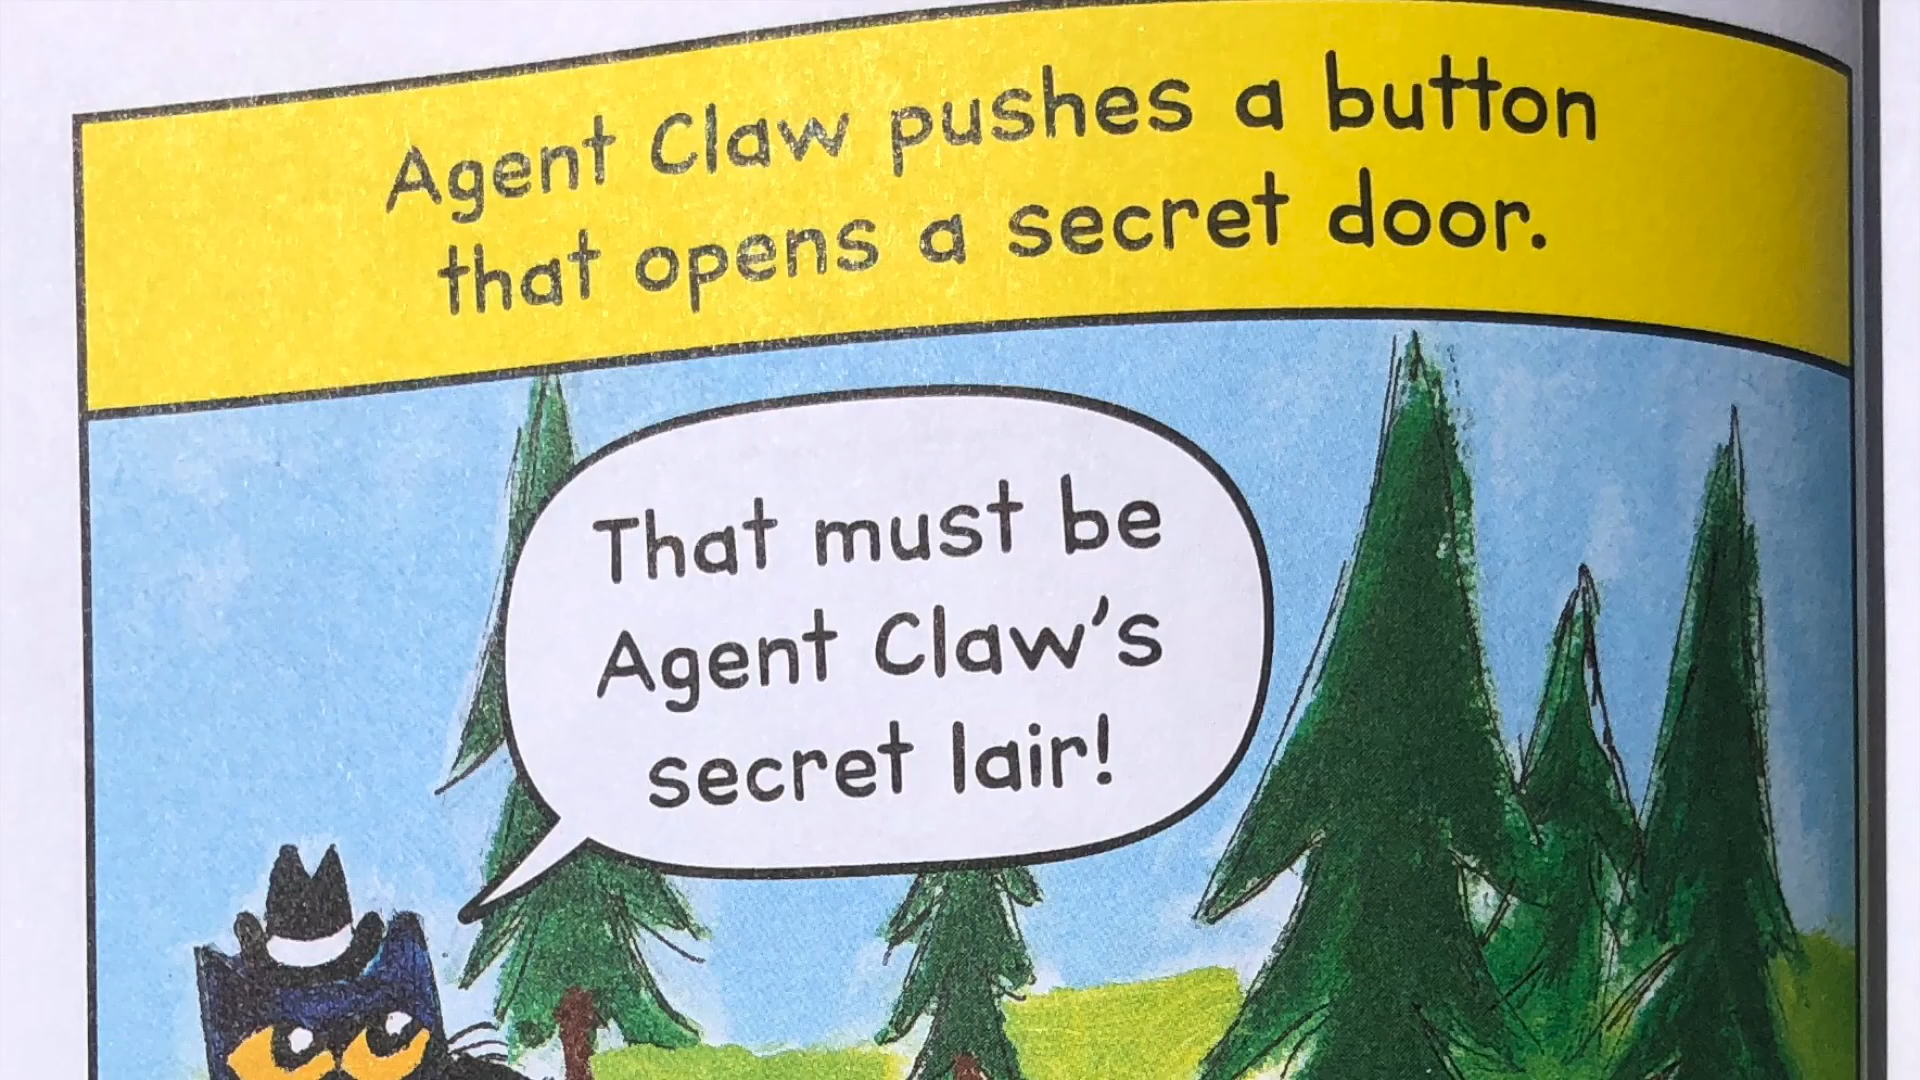 Agent Claw pushes a button
that opens a secret door.
That must be
Agent Claw's
secret lair!